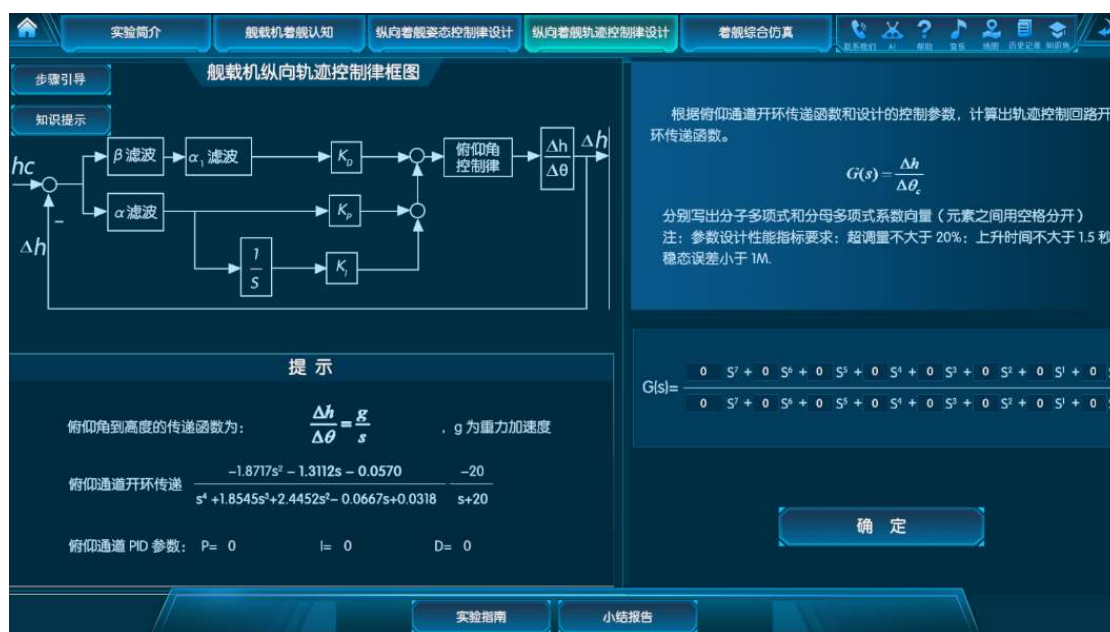 实验简介
舰载机着舰认知
纵向着舰姿态控制律设计
纵向着舰轨迹控制律设计
着舰综合仿真
联系我们
AI
帮助
音乐
地图
历史记录
步骤引导
知识提示
舰载机纵向轨迹控制律框图
hc
β 滤波
α₁ 滤波
K_D
俯仰角
控制律
Δh
Δθ
Δh
α 滤波
K_P
−
Δh
1
S
K_I
根据俯仰通道开环传递函数和设计的控制参数，计算出轨迹控制回路开
环传递函数。
G(s)=Δh/Δθ_c
分别写出分子多项式和分母多项式系数向量（元素之间用空格分开）
注：参数设计性能指标要求：超调量不大于 20%；上升时间不大于 1.5 秒
稳态误差小于 1M.
提 示
俯仰角到高度的传递函数为： Δh/Δθ=g/s ，g 为重力加速度
俯仰通道开环传递
−1.8717s² − 1.3112s − 0.0570
s⁴ +1.8545s³+2.4452s²− 0.0667s+0.0318
−20
s+20
俯仰通道 PID 参数： P= 0 I= 0 D= 0
G(s)=
0 S⁷ + 0 S⁶ + 0 S⁵ + 0 S⁴ + 0 S³ + 0 S² + 0 S¹ + 0
0 S⁷ + 0 S⁶ + 0 S⁵ + 0 S⁴ + 0 S³ + 0 S² + 0 S¹ + 0
确 定
实验指南
小结报告